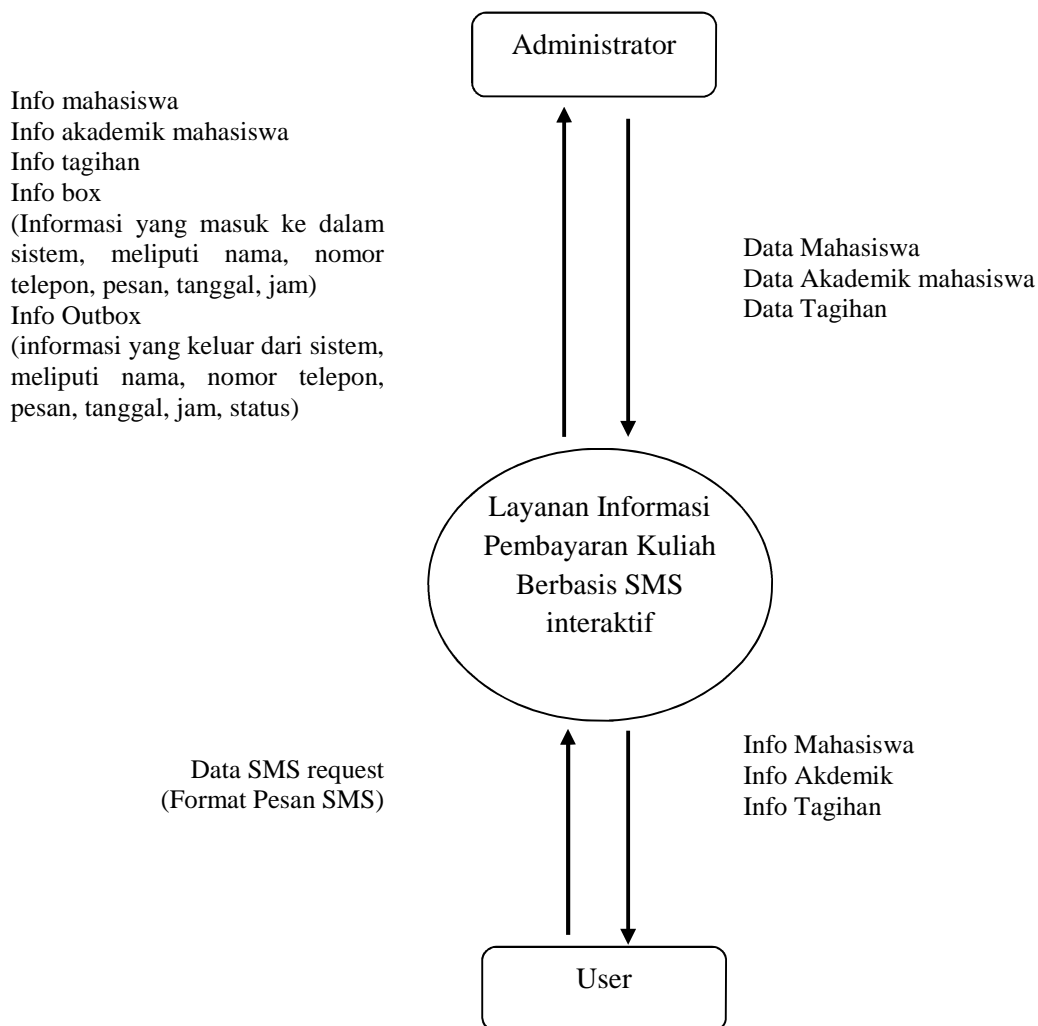 Administrator
Info mahasiswa
Info akademik mahasiswa
Info tagihan
Info box
(Informasi yang masuk ke dalam
sistem, meliputi nama, nomor
telepon, pesan, tanggal, jam)
Info Outbox
(informasi yang keluar dari sistem,
meliputi nama, nomor telepon,
pesan, tanggal, jam, status)
Data Mahasiswa
Data Akademik mahasiswa
Data Tagihan
Layanan Informasi
Pembayaran Kuliah
Berbasis SMS
interaktif
Data SMS request
(Format Pesan SMS)
Info Mahasiswa
Info Akdemik
Info Tagihan
User